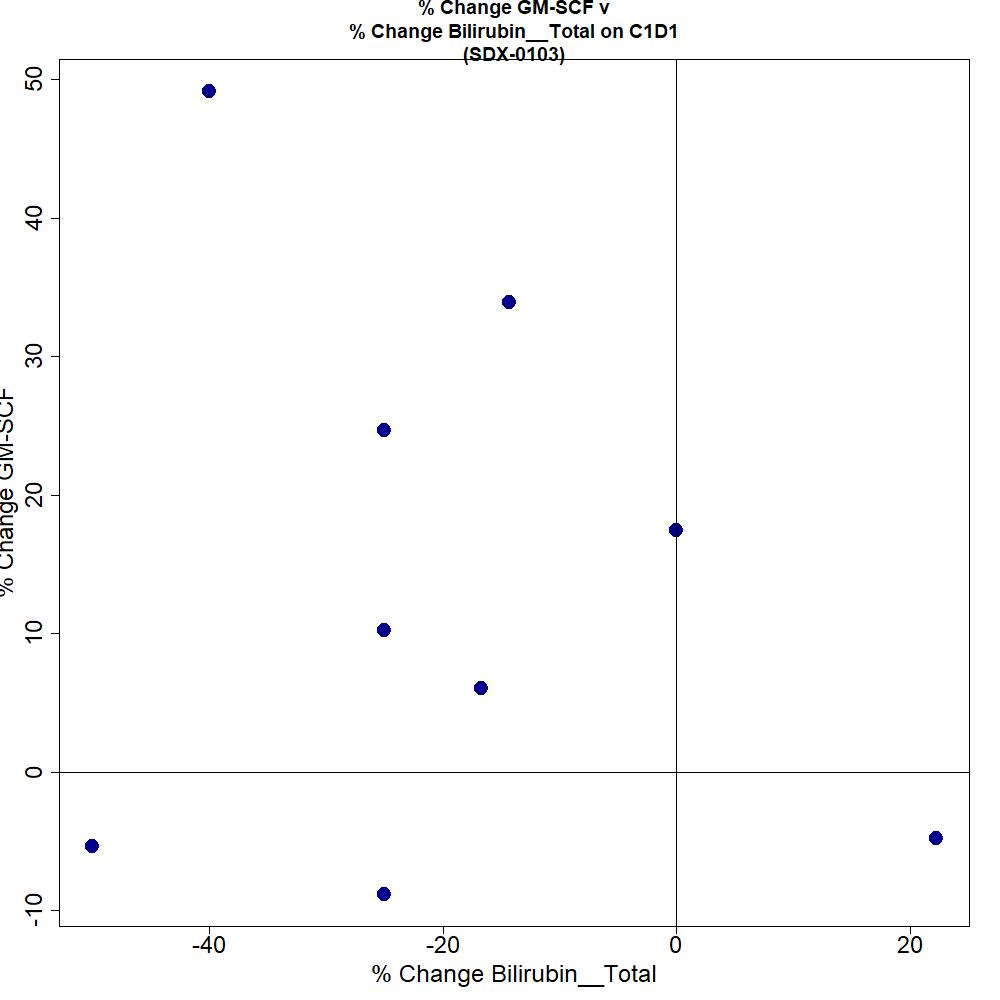 % Change GM-SCF v
% Change Bilirubin__Total on C1D1
(SDX-0103)
% Change GM-SCF
50
40
30
20
10
0
-10
-40
-20
0
20
% Change Bilirubin__Total